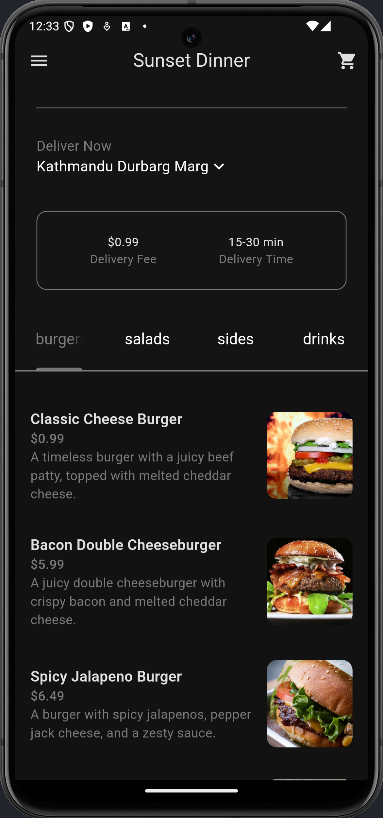 12:33
Sunset Dinner
Deliver Now
Kathmandu Durbarg Marg
$0.99 15-30 min
Delivery Fee Delivery Time
burger salads sides drinks
Classic Cheese Burger
$0.99
A timeless burger with a juicy beef
patty, topped with melted cheddar
cheese.
Bacon Double Cheeseburger
$5.99
A juicy double cheeseburger with
crispy bacon and melted cheddar
cheese.
Spicy Jalapeno Burger
$6.49
A burger with spicy jalapenos, pepper
jack cheese, and a zesty sauce.